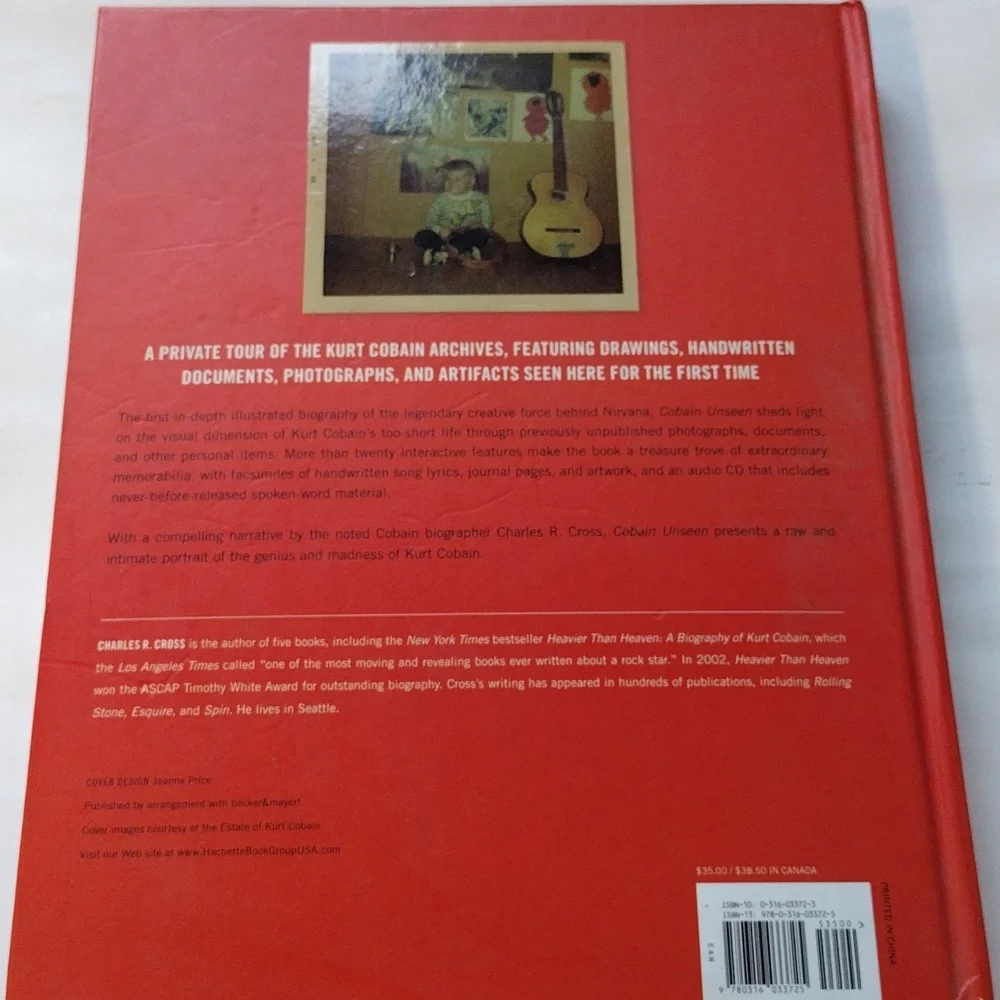 A PRIVATE TOUR OF THE KURT COBAIN ARCHIVES, FEATURING DRAWINGS, HANDWRITTEN
DOCUMENTS, PHOTOGRAPHS, AND ARTIFACTS SEEN HERE FOR THE FIRST TIME
The first in-depth illustrated biography of the legendary creative force behind Nirvana, Cobain Unseen sheds light
on the visual dimension of Kurt Cobain's too-short life through previously unpublished photographs, documents,
and other personal items. More than twenty interactive features make the book a treasure trove of extraordinary
memorabilia, with facsimiles of handwritten song lyrics, journal pages, and artwork, and an audio CD that includes
never-before-released spoken-word material.
With a compelling narrative by the noted Cobain biographer Charles R. Cross, Cobain Unseen presents a raw and
intimate portrait of the genius and madness of Kurt Cobain.
CHARLES R. CROSS is the author of five books, including the New York Times bestseller Heavier Than Heaven: A Biography of Kurt Cobain, which
the Los Angeles Times called "one of the most moving and revealing books ever written about a rock star." In 2002, Heavier Than Heaven
won the ASCAP Timothy White Award for outstanding biography. Cross's writing has appeared in hundreds of publications, including Rolling
Stone, Esquire, and Spin. He lives in Seattle.
COVER DESIGN Joanna Price
Published by arrangement with becker&mayer!
Cover images courtesy of the Estate of Kurt Cobain
Visit our Web site at www.HachetteBookGroupUSA.com
$35.00 / $38.50 IN CANADA
ISBN-10: 0-316-03372-3
ISBN-13: 978-0-316-03372-5
53500 >
EAN
9 780316 033725
PRINTED IN CHINA